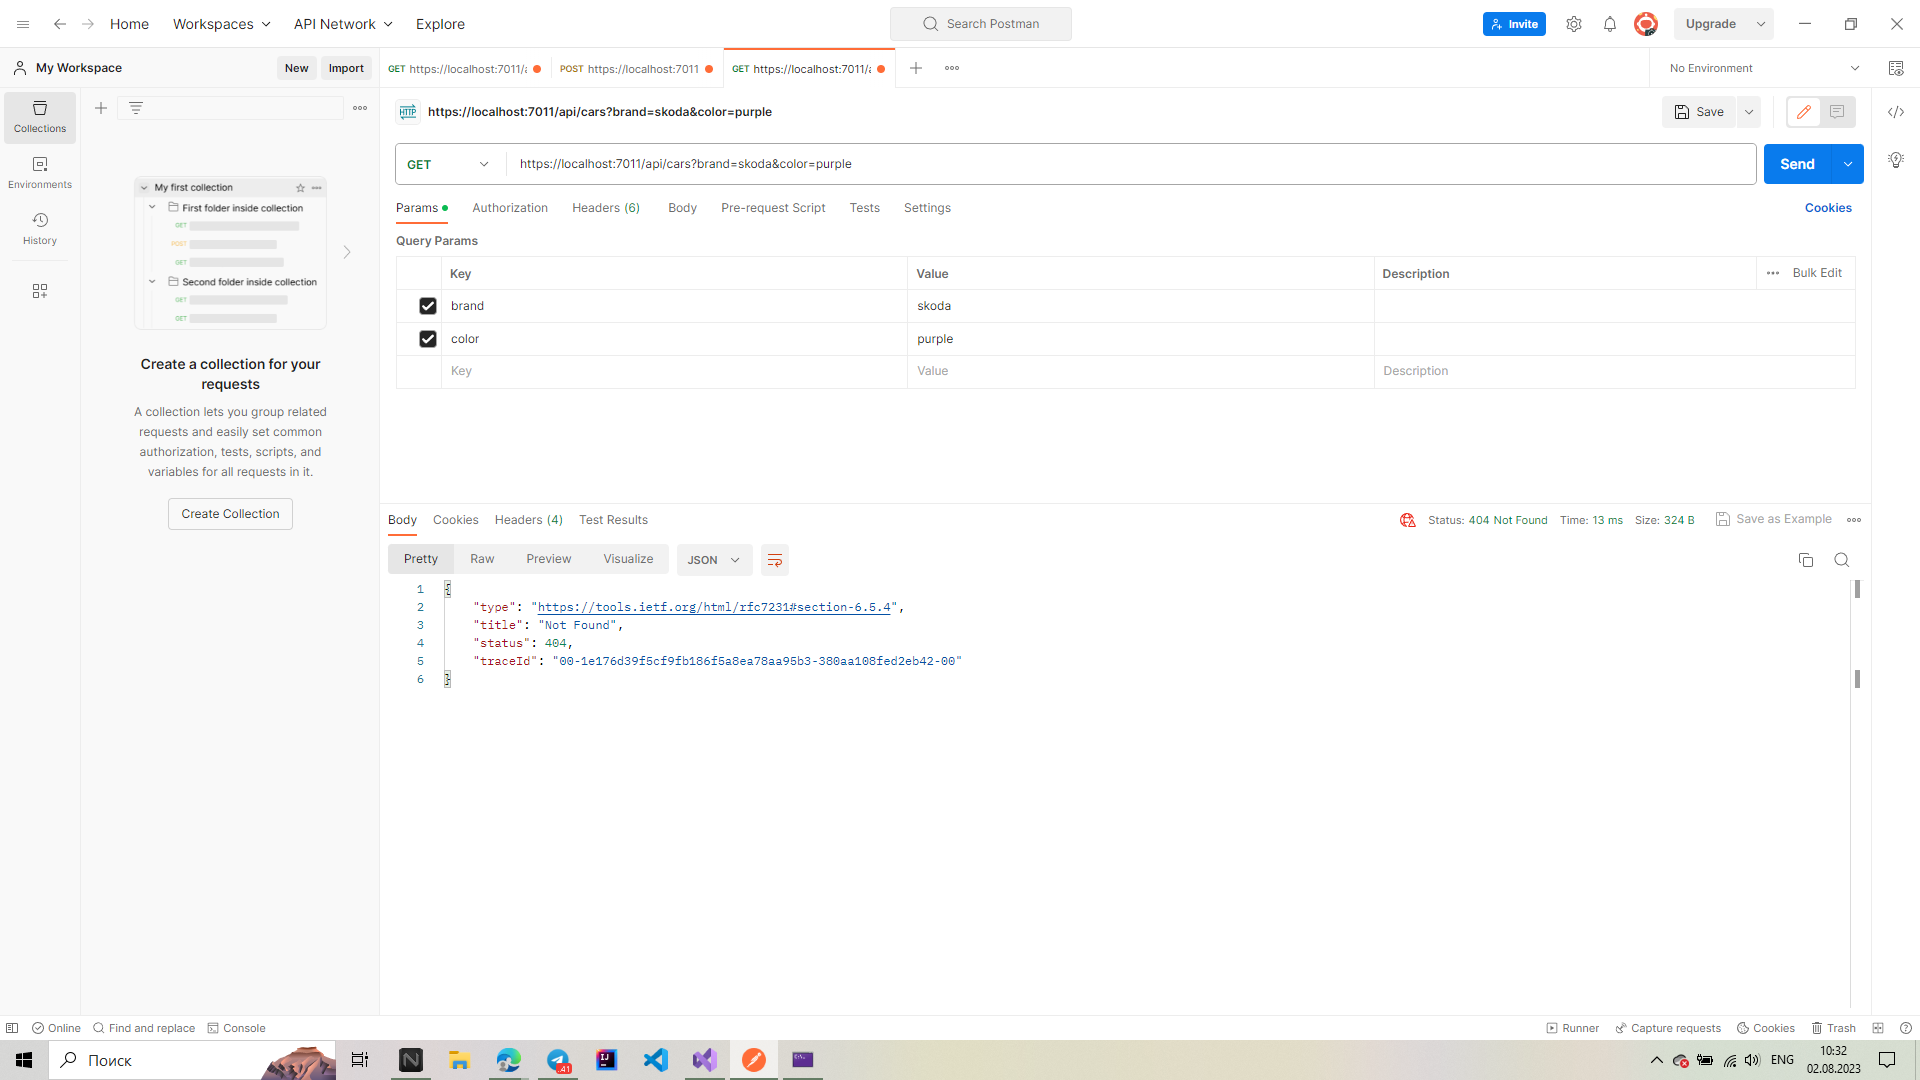 Home
Workspaces
API Network
Explore
Search Postman
Invite
Upgrade
My Workspace
New
Import
GET https://localhost:7011/a
POST https://localhost:7011
GET https://localhost:7011/a
No Environment
Collections
Environments
History
My first collection
First folder inside collection
GET
POST
GET
Second folder inside collection
GET
GET
Create a collection for your
requests
A collection lets you group related
requests and easily set common
authorization, tests, scripts, and
variables for all requests in it.
Create Collection
HTTP
https://localhost:7011/api/cars?brand=skoda&color=purple
Save
GET
https://localhost:7011/api/cars?brand=skoda&color=purple
Send
Params
Authorization
Headers (6)
Body
Pre-request Script
Tests
Settings
Cookies
Query Params
Key
Value
Description
Bulk Edit
brand
skoda
color
purple
Key
Value
Description
Body
Cookies
Headers (4)
Test Results
Status: 404 Not Found
Time: 13 ms
Size: 324 B
Save as Example
Pretty
Raw
Preview
Visualize
JSON
1 {
2 "type": "https://tools.ietf.org/html/rfc7231#section-6.5.4",
3 "title": "Not Found",
4 "status": 404,
5 "traceId": "00-1e176d39f5cf9fb186f5a8ea78aa95b3-380aa108fed2eb42-00"
6 }
Online
Find and replace
Console
Runner
Capture requests
Cookies
Trash
Поиск
41
ENG
10:32
02.08.2023